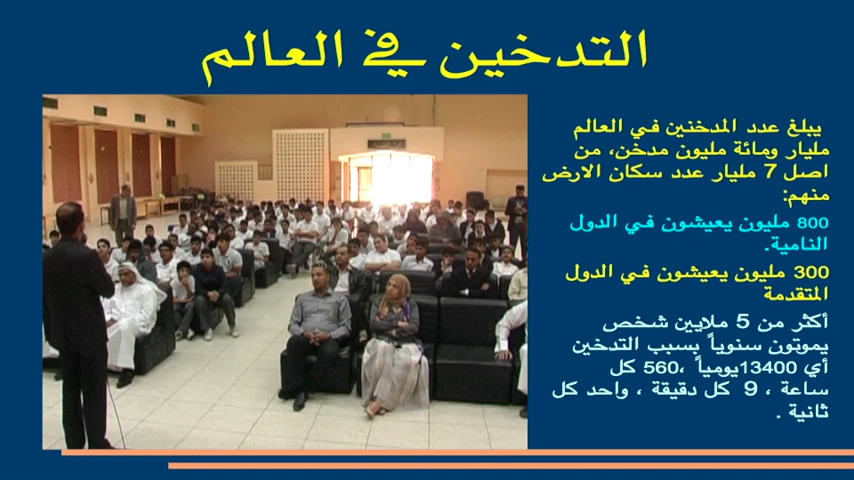 التدخين في العالم
يبلغ عدد المدخنين في العالم
مليار ومائة مليون مدخن، من
اصل 7 مليار عدد سكان الارض
منهم:
800 مليون يعيشون في الدول
النامية.
300 مليون يعيشون في الدول
المتقدمة
أكثر من 5 ملايين شخص
يموتون سنوياً بسبب التدخين
أي 13400يومياً ،560 كل
ساعة ، 9 كل دقيقة ، واحد كل
ثانية .